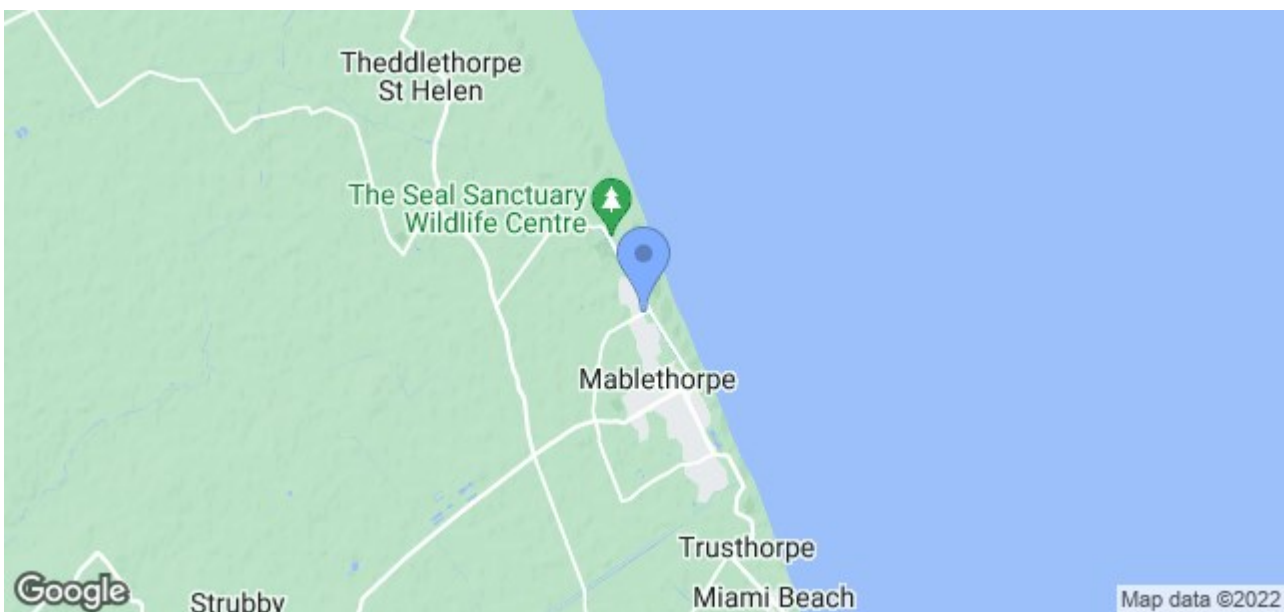 Theddlethorpe
St Helen
The Seal Sanctuary
Wildlife Centre
Mablethorpe
Trusthorpe
Miami Beach
Strubby
Google
Map data ©2022